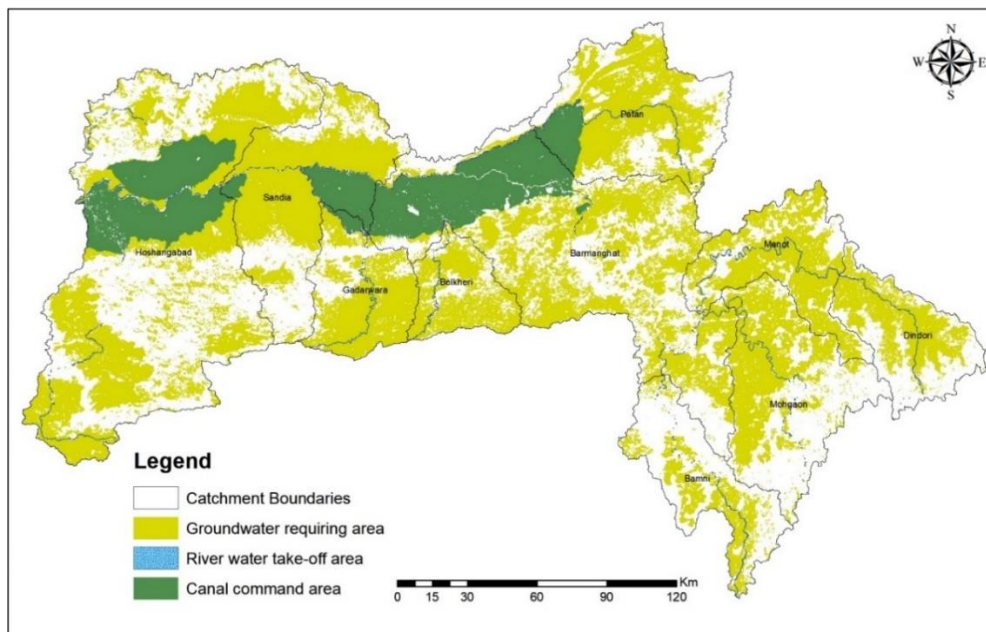 N
W E
S
Patan
Sandia
Hoshangabad
Barmanghat
Manot
Gadarwara
Belkheri
Dindori
Mohgaon
Bamni
Legend
Catchment Boundaries
Groundwater requiring area
River water take-off area
Canal command area
Km
0 15 30 60 90 120